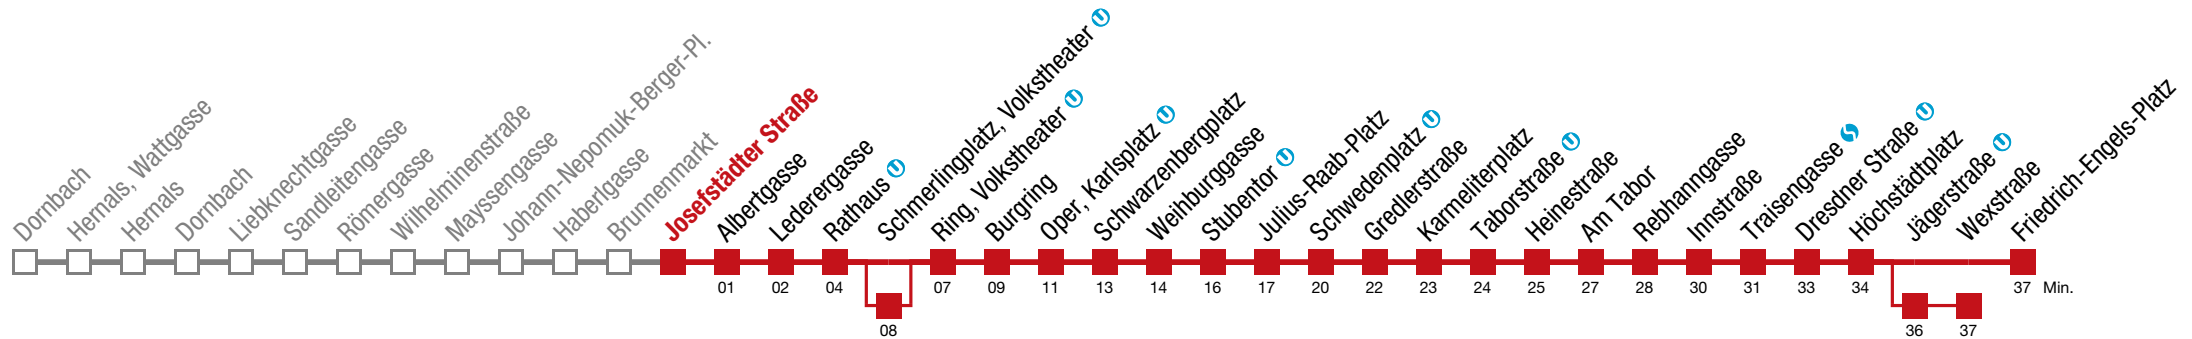 Dornbach
Hernals, Wattgasse
Hernals
Dornbach
Liebknechtgasse
Sandleitengasse
Römergasse
Wilhelminenstraße
Mayssengasse
Johann-Nepomuk-Berger-Pl.
Haberlgasse
Brunnenmarkt
Josefstädter Straße
Albertgasse
Lederergasse
Rathaus U
Schmerlingplatz, Volkstheater U
Ring, Volkstheater U
Burgring
Oper, Karlsplatz U
Schwarzenbergplatz
Weihburggasse
Stubentor U
Julius-Raab-Platz
Schwedenplatz U
Gredlerstraße
Karmeliterplatz
Taborstraße U
Heinestraße
Am Tabor
Rebhanngasse
Innstraße
Traisengasse S
Dresdner Straße U
Höchstädtplatz
Jägerstraße U
Wexstraße
Friedrich-Engels-Platz
01 02 04 07 09 11 13 14 16 17 20 22 23 24 25 27 28 30 31 33 34 37 Min.
08 36 37